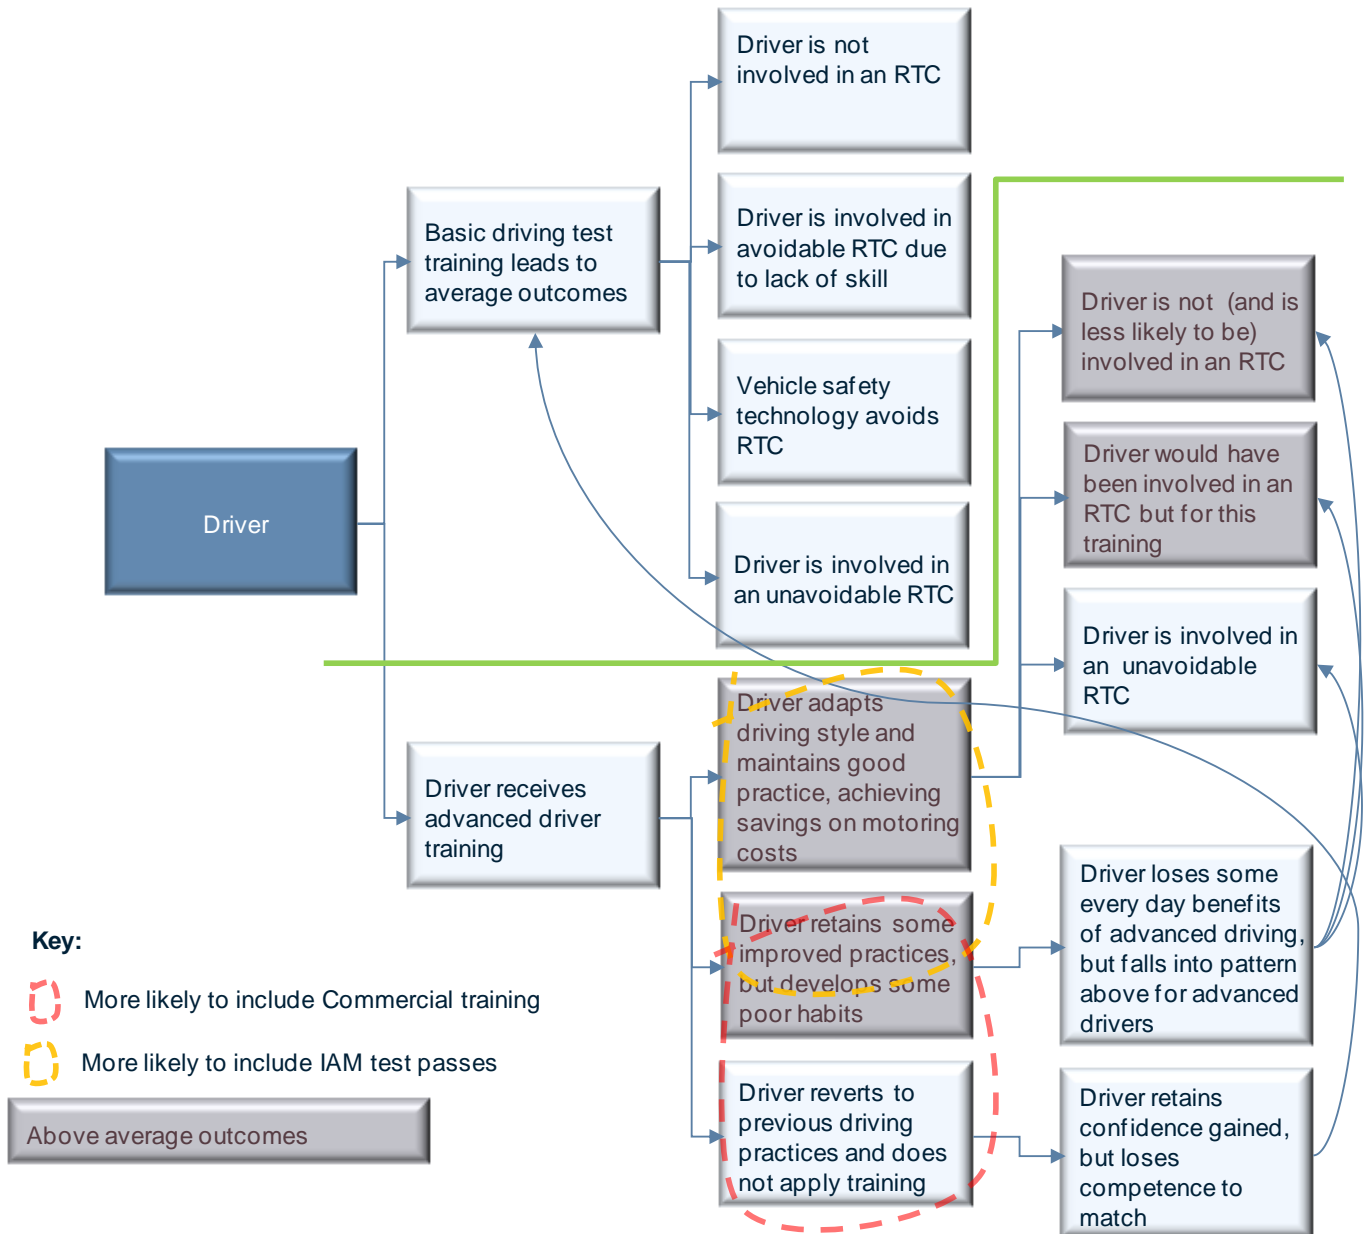 Driver is not
involved in an RTC
Basic driving test
training leads to
average outcomes
Driver is involved in
avoidable RTC due
to lack of skill
Driver is not (and is
less likely to be)
involved in an RTC
Vehicle safety
technology avoids
RTC
Driver would have
been involved in an
RTC but for this
training
Driver
Driver is involved in
an unavoidable RTC
Driver is involved in
an unavoidable
RTC
Driver adapts
driving style and
maintains good
practice, achieving
savings on motoring
costs
Driver receives
advanced driver
training
Driver loses some
every day benefits
of advanced driving,
but falls into pattern
above for advanced
drivers
Driver retains some
improved practices,
but develops some
poor habits
Driver reverts to
previous driving
practices and does
not apply training
Driver retains
confidence gained,
but loses
competence to
match
Key:
More likely to include Commercial training
More likely to include IAM test passes
Above average outcomes